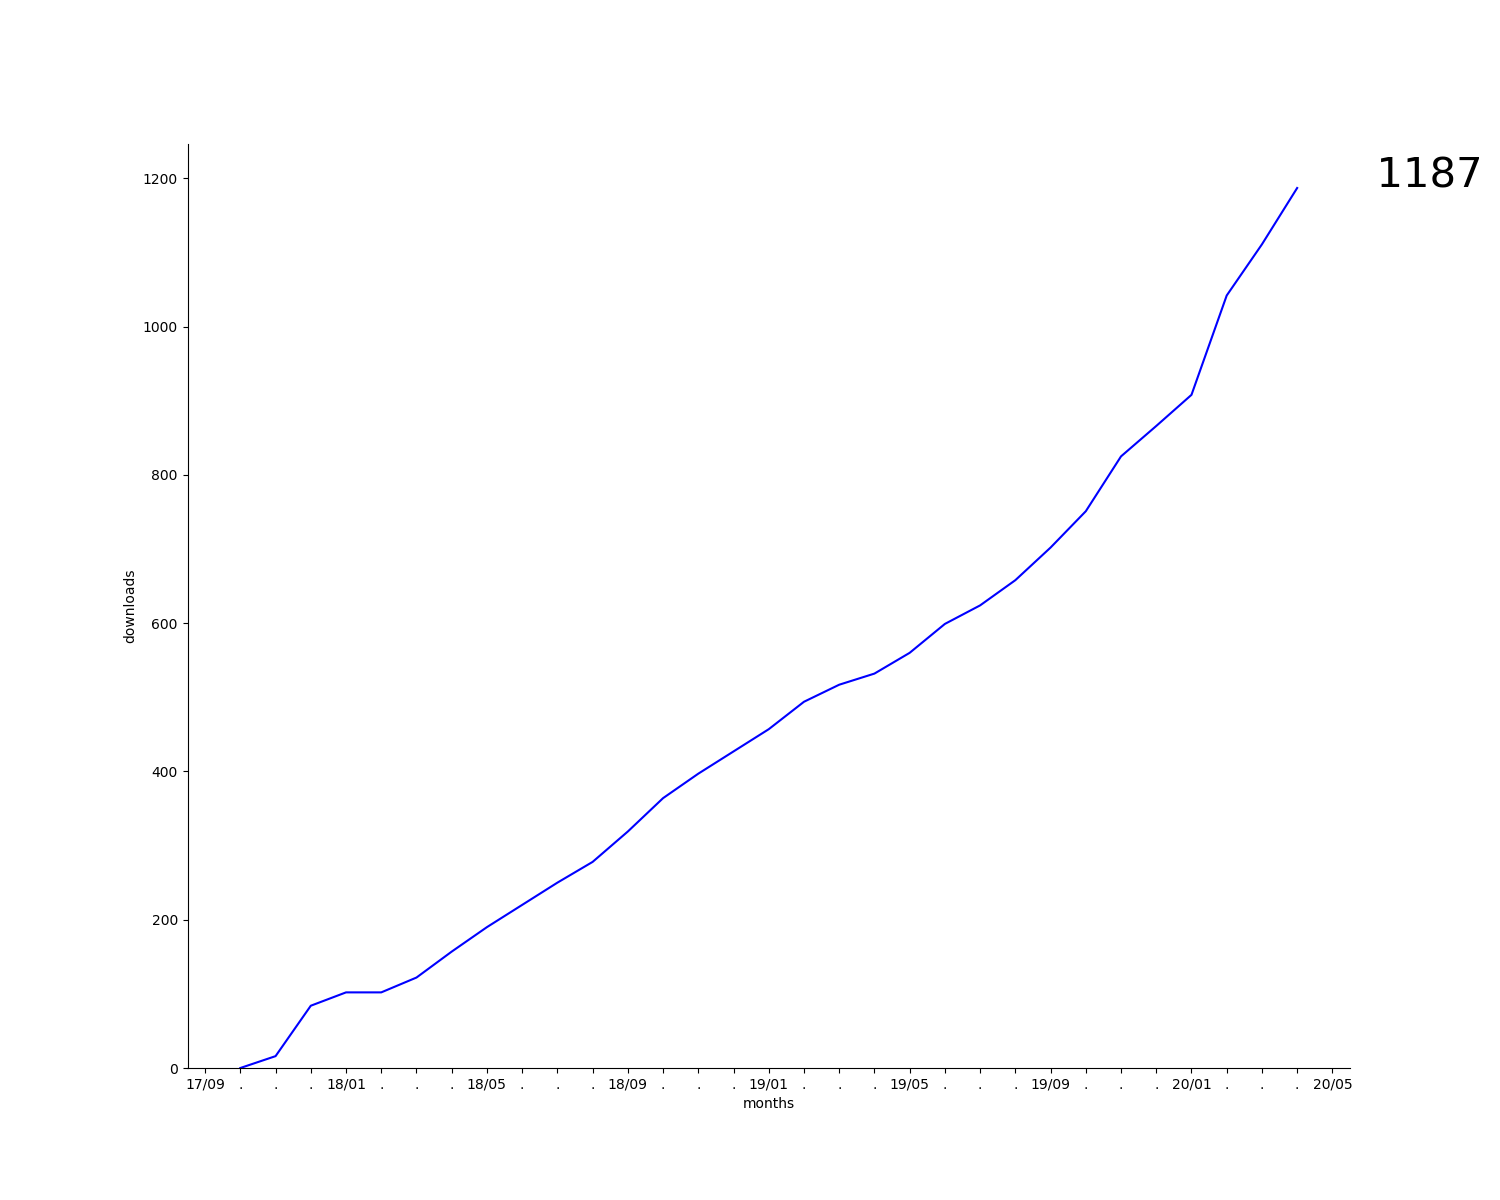 1187
1200
1000
800
600
400
200
0
downloads
17/09 . . . 18/01 . . . 18/05 . . . 18/09 . . . 19/01 . . . 19/05 . . . 19/09 . . . 20/01 . . . 20/05
months